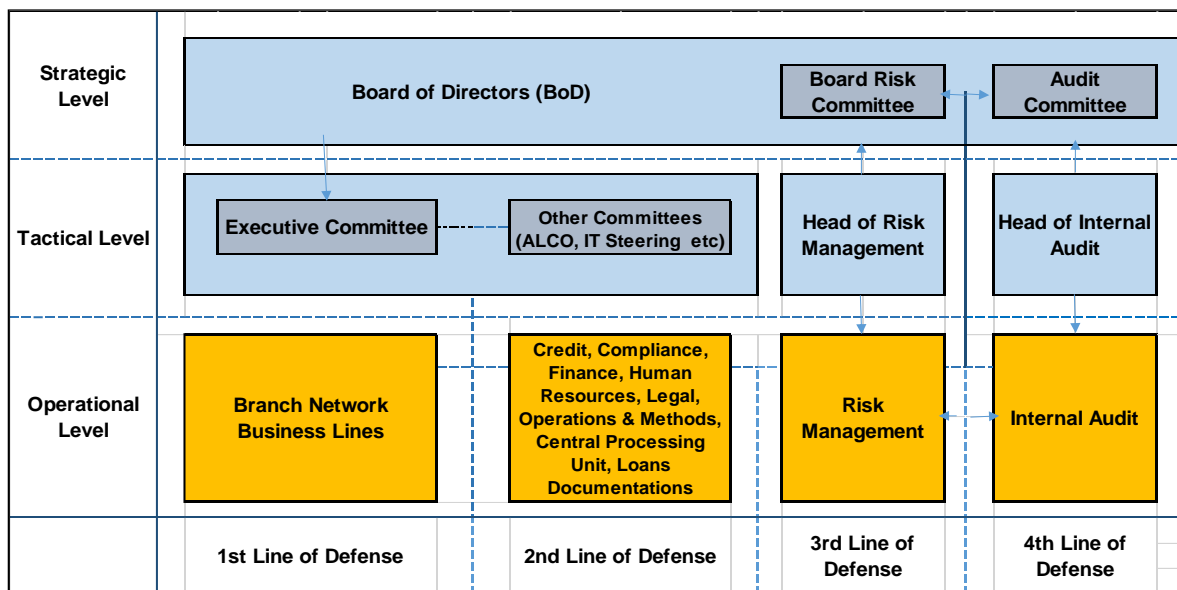 Strategic
Level
Board of Directors (BoD)
Board Risk
Committee
Audit
Committee
Tactical Level
Executive Committee
Other Committees
(ALCO, IT Steering etc)
Head of Risk
Management
Head of Internal
Audit
Operational
Level
Branch Network
Business Lines
Credit, Compliance,
Finance, Human
Resources, Legal,
Operations & Methods,
Central Processing
Unit, Loans
Documentations
Risk
Management
Internal Audit
1st Line of Defense
2nd Line of Defense
3rd Line of
Defense
4th Line of
Defense